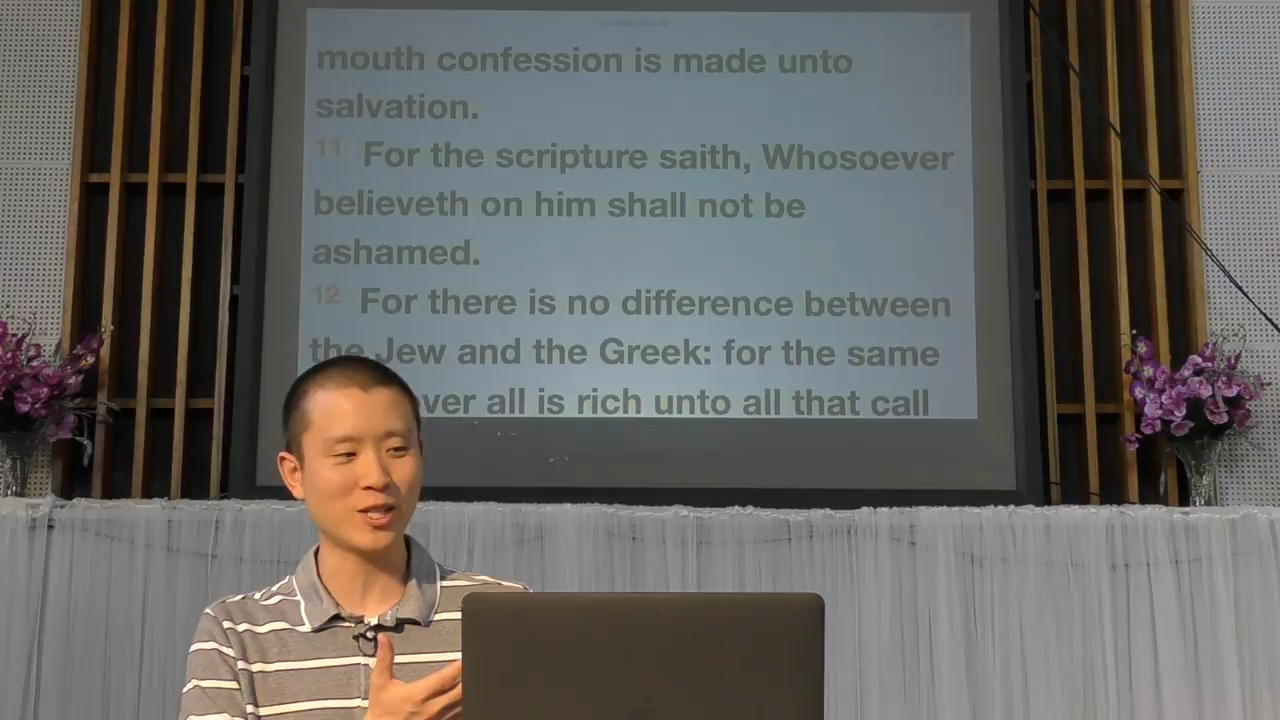 mouth confession is made unto
salvation.
11 For the scripture saith, Whosoever
believeth on him shall not be
ashamed.
12 For there is no difference between
the Jew and the Greek: for the same
over all is rich unto all that call